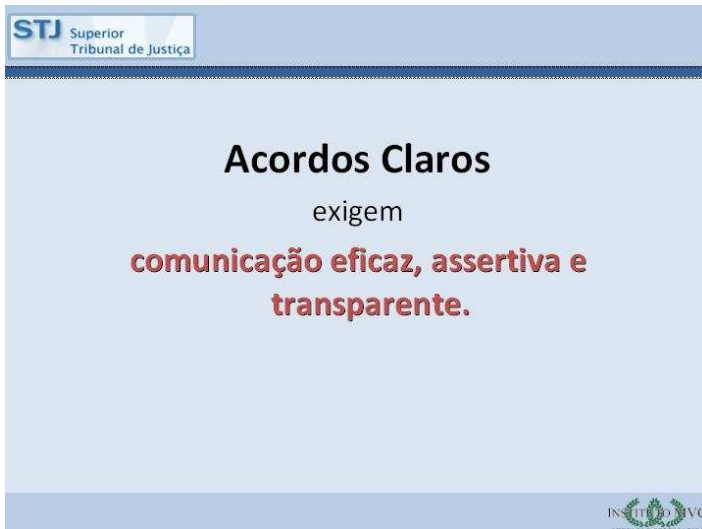 STJ Superior
Tribunal de Justiça
Acordos Claros
exigem
comunicação eficaz, assertiva e
transparente.